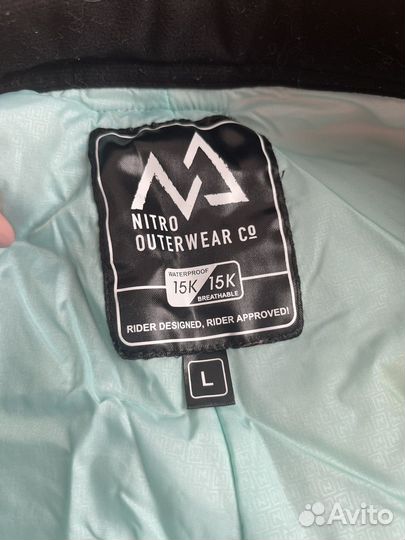 NITRO
OUTERWEAR CO
WATERPROOF
15K 15K
BREATHABLE
RIDER DESIGNED, RIDER APPROVED!
L
Avito